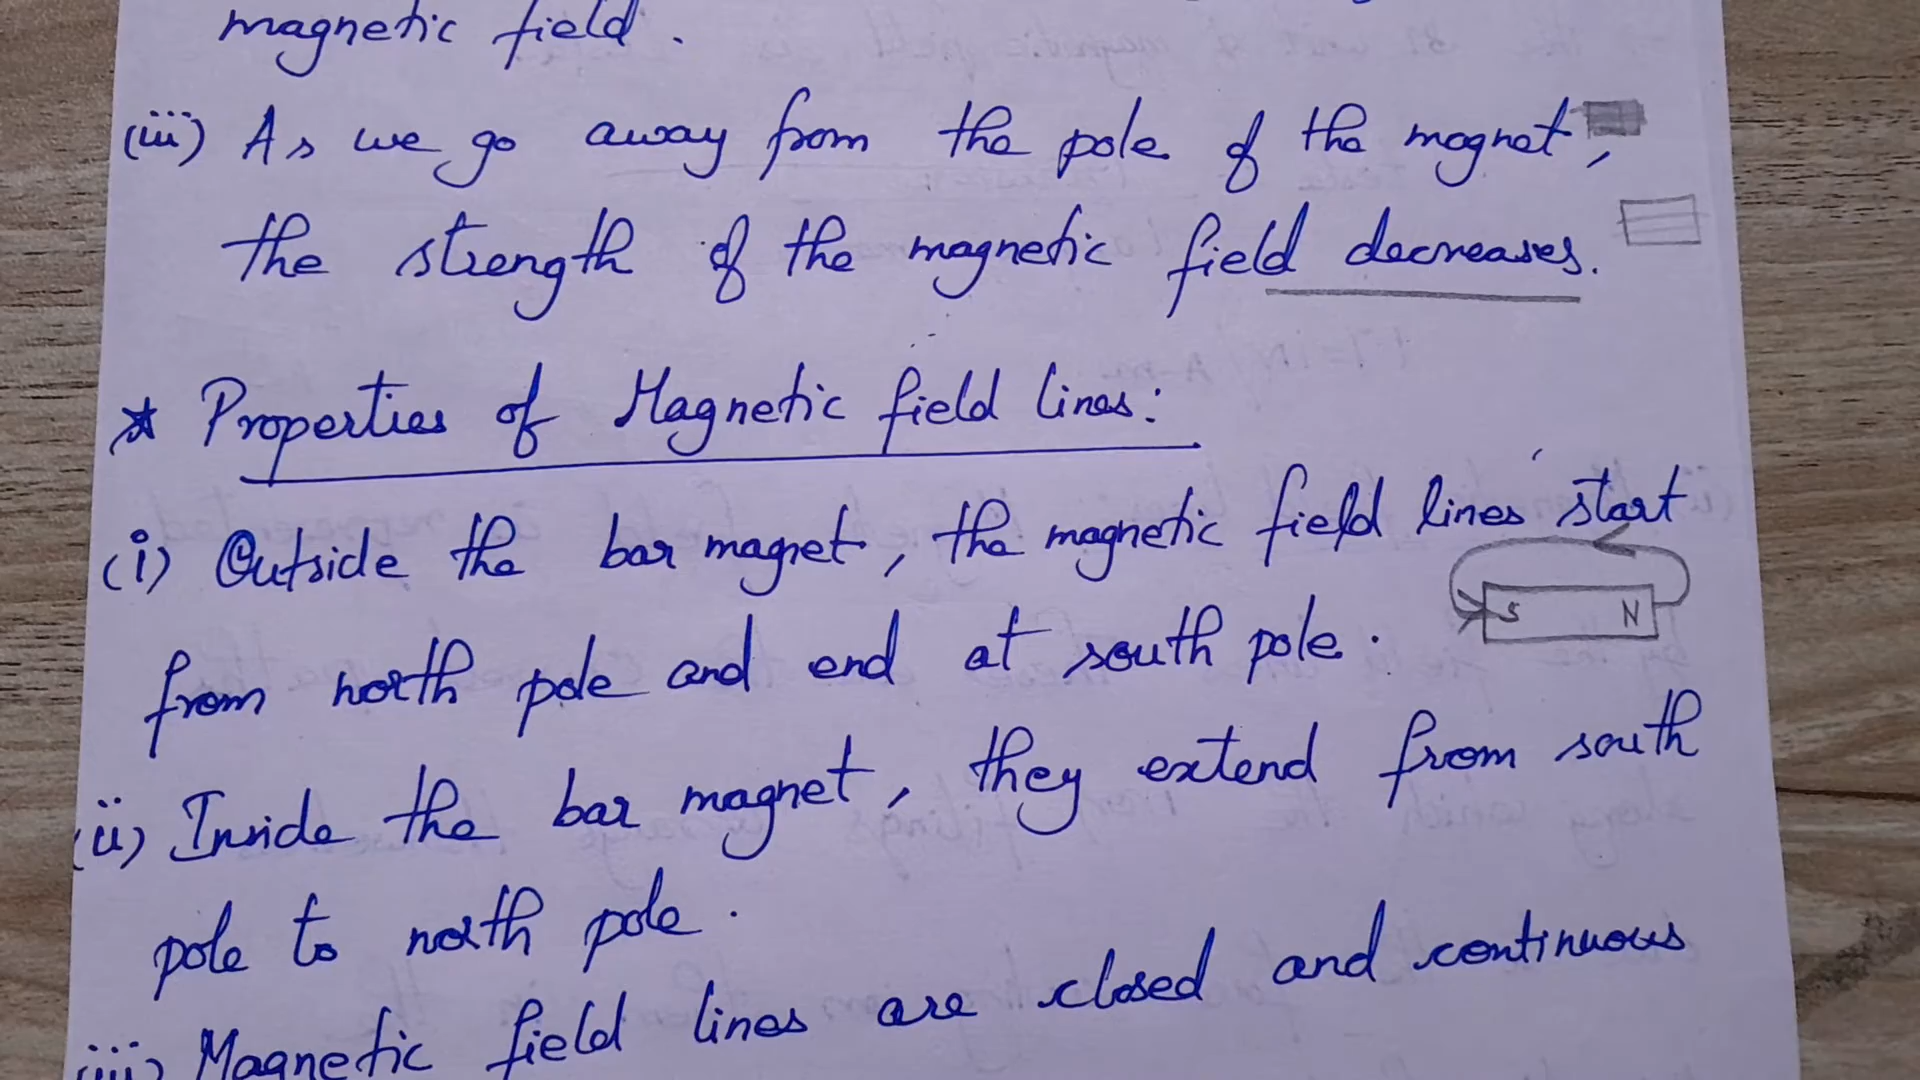 magnetic field.
(iii) As we go away from the pole of the magnet,
the strength of the magnetic field decreases.
* Properties of Magnetic field lines:
(i) Outside the bar magnet, the magnetic field lines start
S N
from north pole and end at south pole.
(ii) Inside the bar magnet, they extend from south
pole to north pole.
(iii) Magnetic field lines are closed and continuous